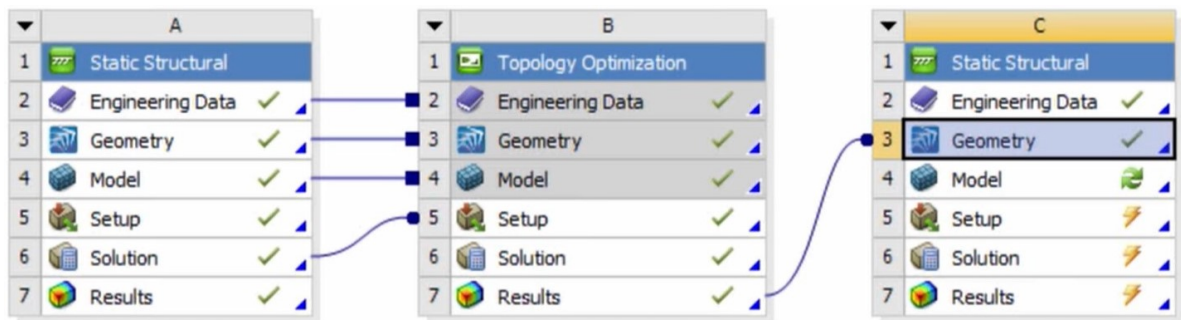 A
1 Static Structural
2 Engineering Data
3 Geometry
4 Model
5 Setup
6 Solution
7 Results
B
1 Topology Optimization
2 Engineering Data
3 Geometry
4 Model
5 Setup
6 Solution
7 Results
C
1 Static Structural
2 Engineering Data
3 Geometry
4 Model
5 Setup
6 Solution
7 Results